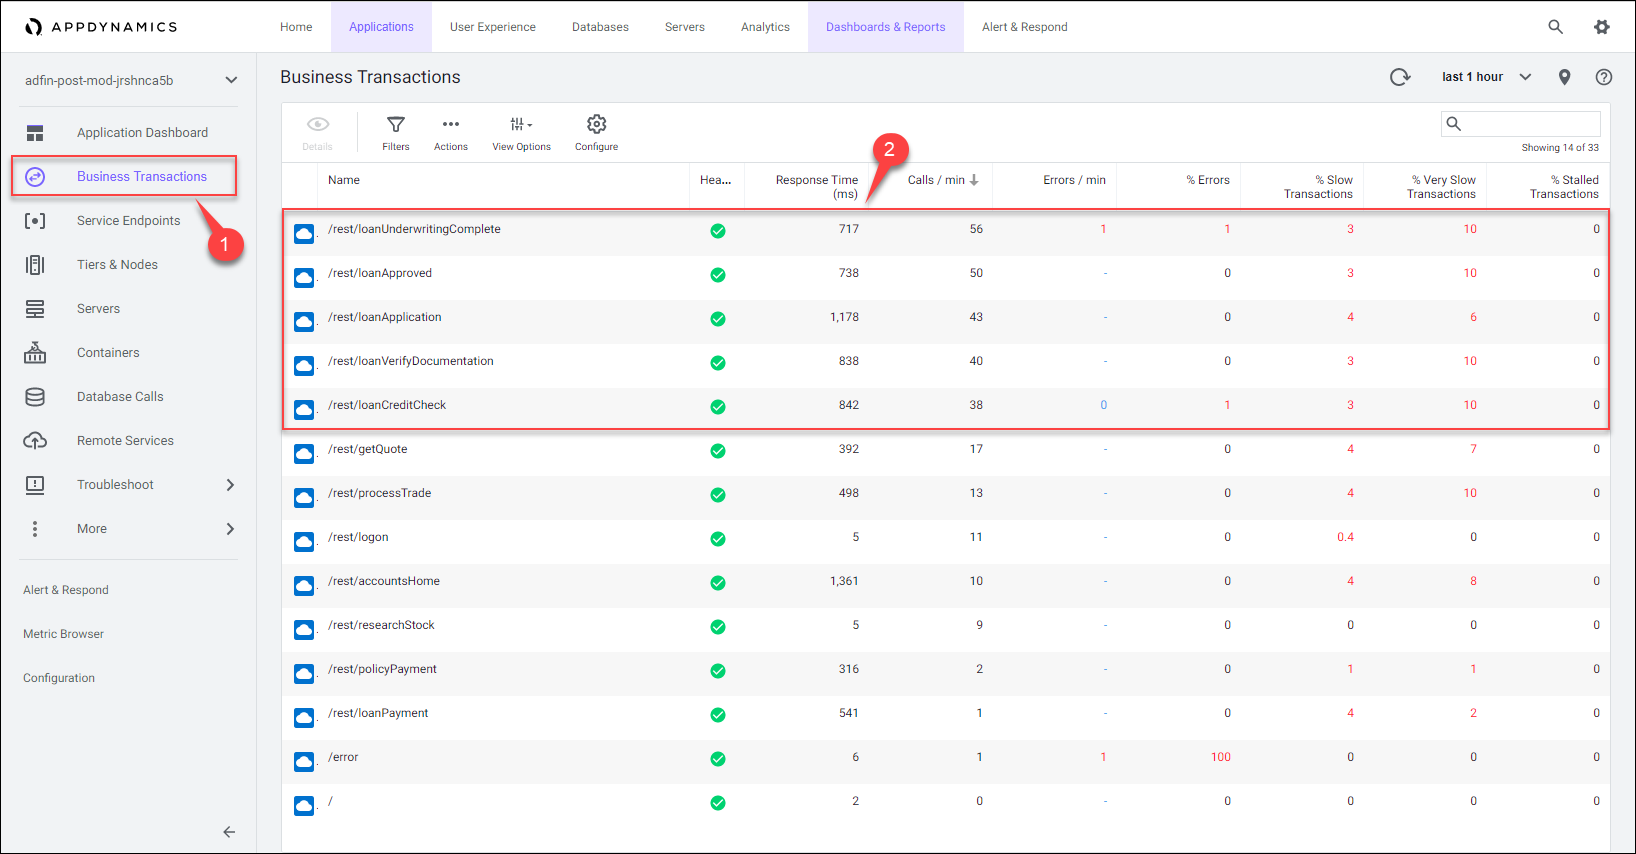 APPDYNAMICS
Home Applications User Experience Databases Servers Analytics Dashboards & Reports Alert & Respond
adfin-post-mod-jrshnca5b
Application Dashboard
Business Transactions
1
Service Endpoints
Tiers & Nodes
Servers
Containers
Database Calls
Remote Services
Troubleshoot
More
Alert & Respond
Metric Browser
Configuration
Business Transactions
last 1 hour
Details Filters Actions View Options Configure
Showing 14 of 33
2
Name Hea... Response Time (ms) Calls / min Errors / min % Errors % Slow Transactions % Very Slow Transactions % Stalled Transactions
/rest/loanUnderwritingComplete 717 56 1 1 3 10 0
/rest/loanApproved 738 50 - 0 3 10 0
/rest/loanApplication 1,178 43 - 0 4 6 0
/rest/loanVerifyDocumentation 838 40 - 0 3 10 0
/rest/loanCreditCheck 842 38 0 1 3 10 0
/rest/getQuote 392 17 - 0 4 7 0
/rest/processTrade 498 13 - 0 4 10 0
/rest/logon 5 11 - 0 0.4 0 0
/rest/accountsHome 1,361 10 - 0 4 8 0
/rest/researchStock 5 9 - 0 0 0 0
/rest/policyPayment 316 2 - 0 1 1 0
/rest/loanPayment 541 1 - 0 4 2 0
/error 6 1 1 100 0 0 0
/ 2 0 - 0 0 0 0